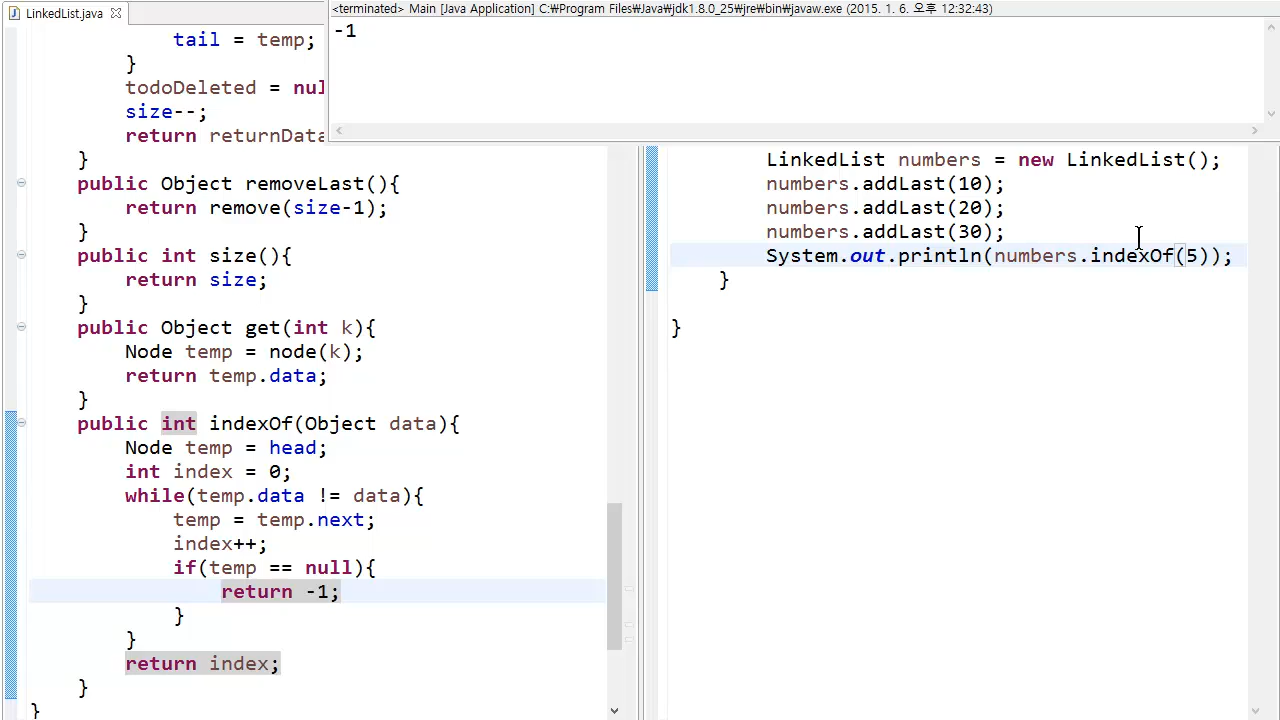 LinkedList.java
<terminated> Main [Java Application] C:₩Program Files₩Java₩jdk1.8.0_25₩jre₩bin₩javaw.exe (2015. 1. 6. 오후 12:32:43)
-1
tail = temp;
}
todoDeleted = nul
size--;
return returnData
}
public Object removeLast(){
return remove(size-1);
}
public int size(){
return size;
}
public Object get(int k){
Node temp = node(k);
return temp.data;
}
public int indexOf(Object data){
Node temp = head;
int index = 0;
while(temp.data != data){
temp = temp.next;
index++;
if(temp == null){
return -1;
}
}
return index;
}
}
LinkedList numbers = new LinkedList();
numbers.addLast(10);
numbers.addLast(20);
numbers.addLast(30);
System.out.println(numbers.indexOf(5));
}
}